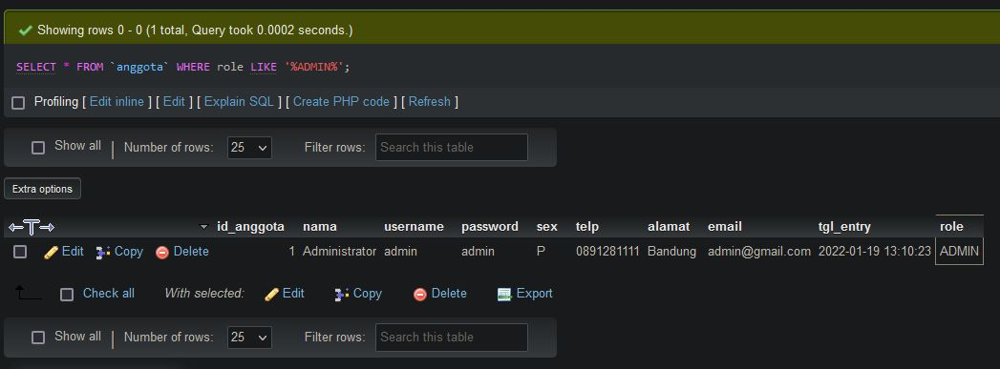 Showing rows 0 - 0 (1 total, Query took 0.0002 seconds.)
SELECT * FROM `anggota` WHERE role LIKE '%ADMIN%';
Profiling [ Edit inline ] [ Edit ] [ Explain SQL ] [ Create PHP code ] [ Refresh ]
Show all | Number of rows: 25 Filter rows: Search this table
Extra options
id_anggota nama username password sex telp alamat email tgl_entry role
Edit Copy Delete 1 Administrator admin admin P 0891281111 Bandung admin@gmail.com 2022-01-19 13:10:23 ADMIN
Check all With selected: Edit Copy Delete Export
Show all | Number of rows: 25 Filter rows: Search this table